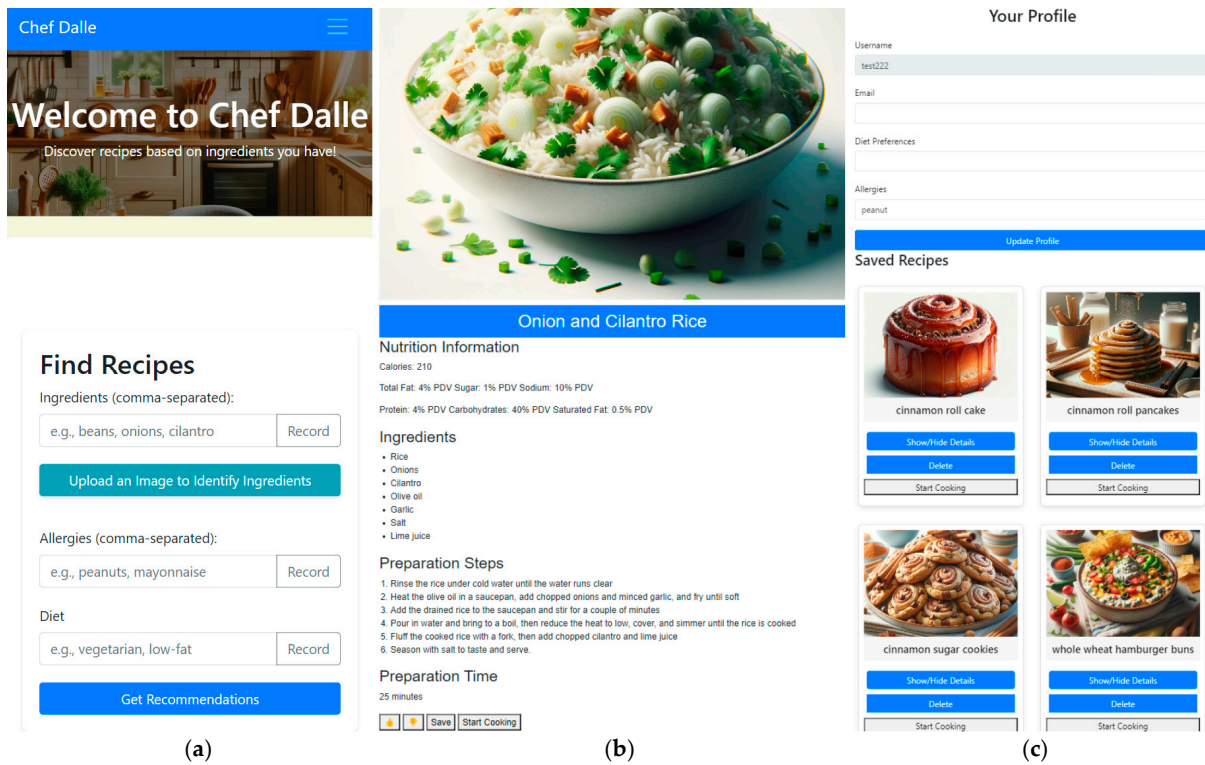 Chef Dalle
Welcome to Chef Dalle
Discover recipes based on ingredients you have!
Find Recipes
Ingredients (comma-separated):
e.g., beans, onions, cilantro
Record
Upload an Image to Identify Ingredients
Allergies (comma-separated):
e.g., peanuts, mayonnaise
Record
Diet
e.g., vegetarian, low-fat
Record
Get Recommendations
(a)
Onion and Cilantro Rice
Nutrition Information
Calories: 210
Total Fat: 4% PDV Sugar: 1% PDV Sodium: 10% PDV
Protein: 4% PDV Carbohydrates: 40% PDV Saturated Fat: 0.5% PDV
Ingredients
• Rice
• Onions
• Cilantro
• Olive oil
• Garlic
• Salt
• Lime juice
Preparation Steps
1. Rinse the rice under cold water until the water runs clear
2. Heat the olive oil in a saucepan, add chopped onions and minced garlic, and fry until soft
3. Add the drained rice to the saucepan and stir for a couple of minutes
4. Pour in water and bring to a boil, then reduce the heat to low, cover, and simmer until the rice is cooked
5. Fluff the cooked rice with a fork, then add chopped cilantro and lime juice
6. Season with salt to taste and serve.
Preparation Time
25 minutes
👍 👎 Save Start Cooking
(b)
Your Profile
Username
test222
Email
Diet Preferences
Allergies
peanut
Update Profile
Saved Recipes
cinnamon roll cake
Show/Hide Details
Delete
Start Cooking
cinnamon roll pancakes
Show/Hide Details
Delete
Start Cooking
cinnamon sugar cookies
Show/Hide Details
Delete
Start Cooking
whole wheat hamburger buns
Show/Hide Details
Delete
Start Cooking
(c)